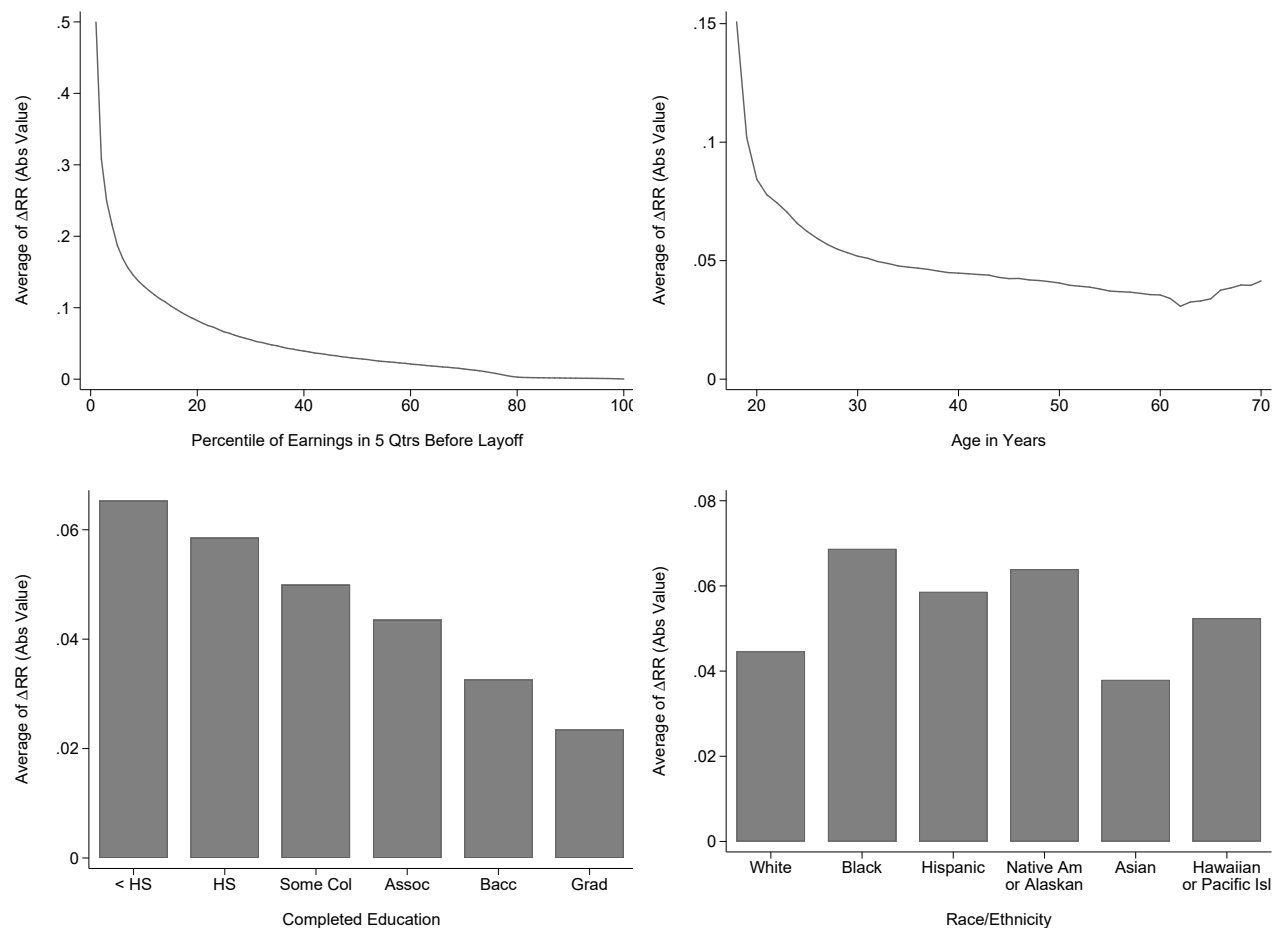 .5
.4
.3
.2
.1
0
Average of ΔRR (Abs Value)
0 20 40 60 80 100
Percentile of Earnings in 5 Qtrs Before Layoff
.15
.1
.05
0
Average of ΔRR (Abs Value)
20 30 40 50 60 70
Age in Years
.06
.04
.02
0
Average of ΔRR (Abs Value)
< HS HS Some Col Assoc Bacc Grad
Completed Education
.08
.06
.04
.02
0
Average of ΔRR (Abs Value)
White Black Hispanic Native Am Asian Hawaiian
or Alaskan or Pacific Isl
Race/Ethnicity